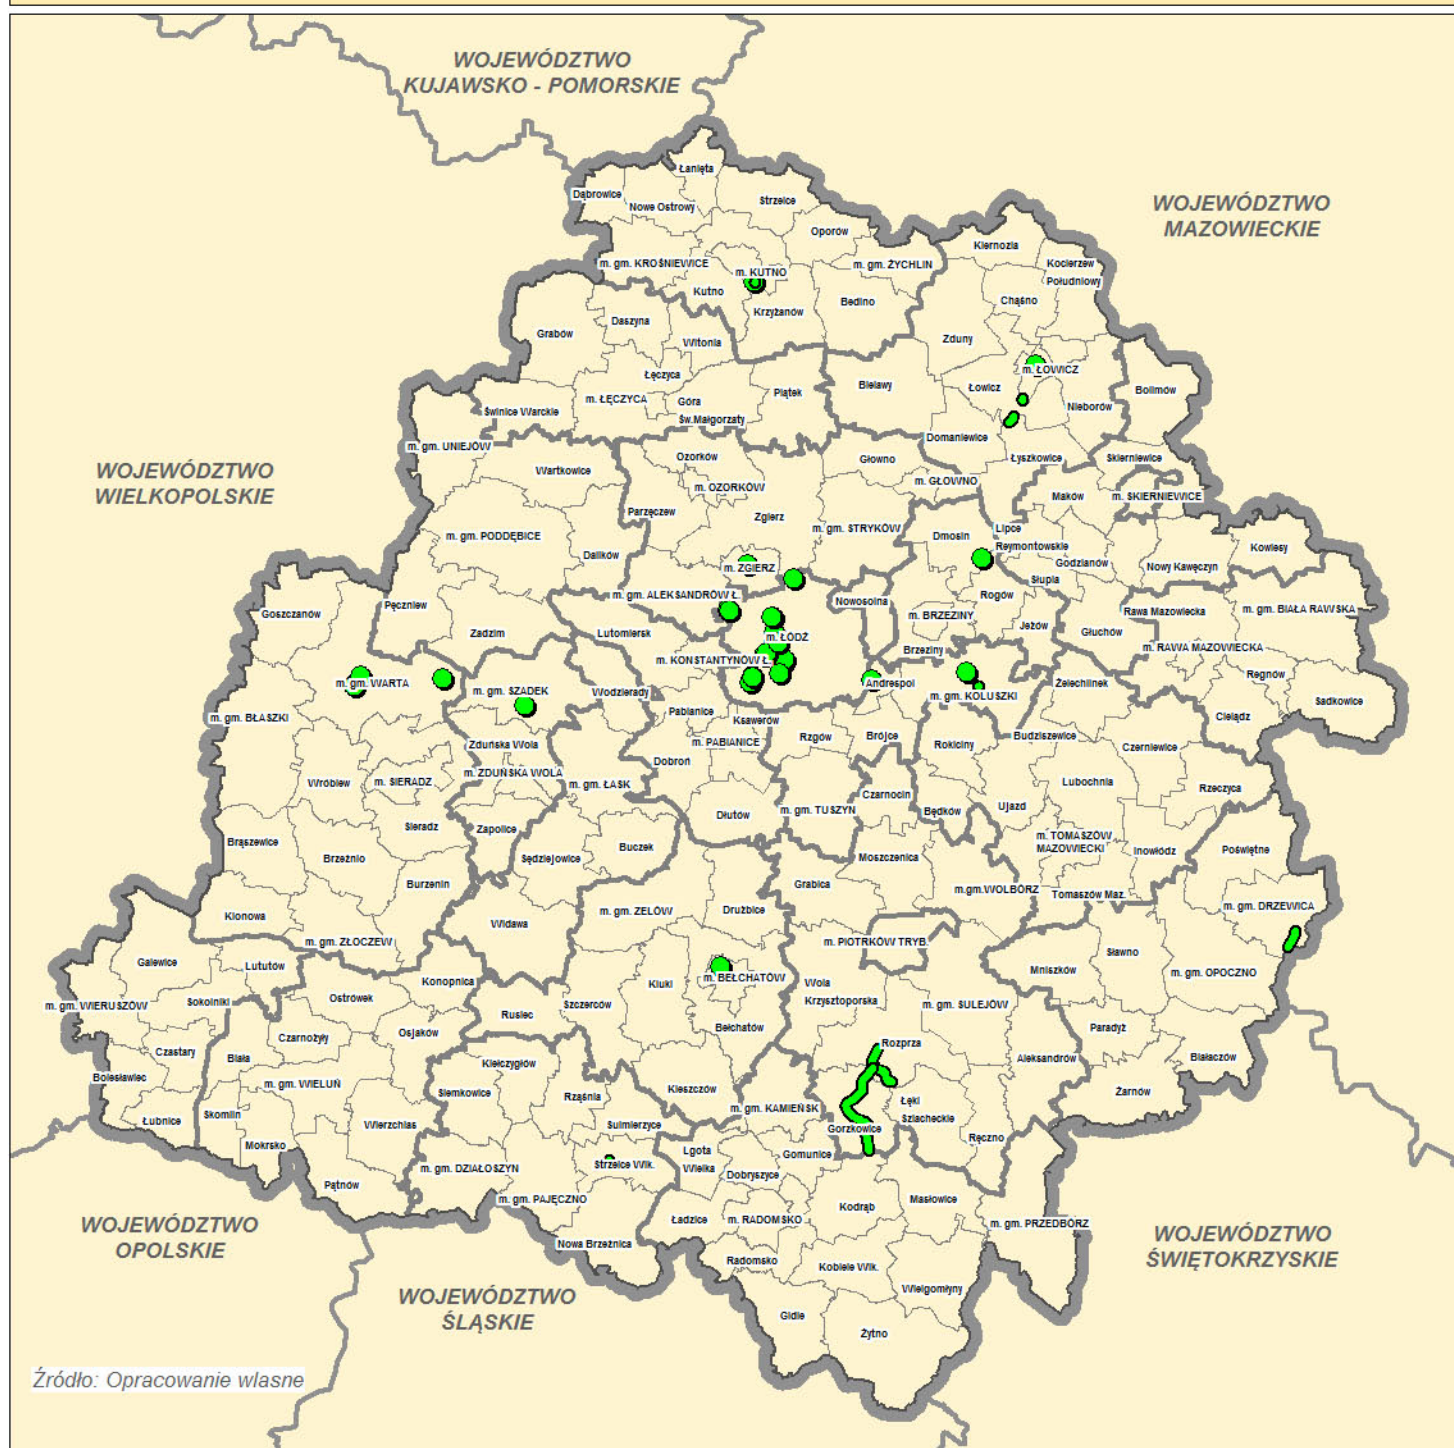 WOJEWÓDZTWO
KUJAWSKO - POMORSKIE
WOJEWÓDZTWO
MAZOWIECKIE
WOJEWÓDZTWO
WIELKOPOLSKIE
Łanięta
Dąbrowice
Nowe Ostrowy
Strzelce
Oporów
m. gm. KROŚNIEWICE
m. KUTNO
m. gm. ŻYCHLIN
Kutno
Krzyżanów
Bedlno
Kiernozia
Kocierzew
Południowy
Chąśno
Zduny
m. ŁOWICZ
Łowicz
Nieborów
Bolimów
Bielawy
Domaniewice
Łyszkowice
Skierniewice
Grabów
Daszyna
Witonia
Łęczyca
m. ŁĘCZYCA
Góra
Św.Małgorzaty
Piątek
Świnice Warckie
m. gm. UNIEJÓW
Wartkowice
Ozorków
m. OZORKÓW
Głowno
m. GŁOWNO
Maków
m. SKIERNIEWICE
Parzęczew
Zgierz
m. gm. STRYKÓW
Dmosin
Lipce
Reymontowskie
Godzianów
Nowy Kawęczyn
Kowiesy
m. gm. PODDĘBICE
Dalików
m. ZGIERZ
Słupia
Rogów
m. gm. ALEKSANDRÓW Ł.
Nowosolna
m. BRZEZINY
Jeżów
Głuchów
Rawa Mazowiecka
m. gm. BIAŁA RAWSKA
Goszczanów
Pęczniew
Zadzim
Lutomiersk
m. ŁÓDŹ
Brzeziny
m. RAWA MAZOWIECKA
Regnów
Sadkowice
m. KONSTANTYNÓW Ł.
m. gm. WARTA
m. gm. SZADEK
Wodzierady
Andrespol
m. gm. KOLUSZKI
Żelechlinek
Cielądz
m. gm. BŁASZKI
Pabianice
Ksawerów
m. PABIANICE
Rzgów
Brójce
Rokiciny
Budziszewice
Czerniewice
Zduńska Wola
m. ZDUŃSKA WOLA
Dobroń
m. gm. ŁASK
Wróblew
m. SIERADZ
Czarnocin
Lubochnia
Rzeczyca
Sieradz
Zapolice
Dłutów
m. gm. TUSZYN
Będków
Ujazd
Brąszewice
Brzeźnio
Sędziejowice
Buczek
Moszczenica
m. TOMASZÓW
MAZOWIECKI
Inowłódz
Poświętne
Burzenin
Grabica
m.gm.WOLBÓRZ
Tomaszów Maz.
m. gm. DRZEWICA
Klonowa
Widawa
m. gm. ZELÓW
Drużbice
m. gm. ZŁOCZEW
m. PIOTRKÓW TRYB.
Sławno
Galewice
Lututów
Konopnica
m. BEŁCHATÓW
Mniszków
m. gm. OPOCZNO
Kluki
Wola
Krzysztoporska
m. gm. SULEJÓW
m. gm. WIERUSZÓW
Sokolniki
Ostrówek
Rusiec
Szczerców
Bełchatów
Paradyż
Czastary
Biała
Czarnożyły
Osjaków
Rozprza
Aleksandrów
Białaczów
Bolesławiec
m. gm. WIELUŃ
Kiełczygłów
Siemkowice
Rząśnia
Kleszczów
m. gm. KAMIEŃSK
Łęki
Szlacheckie
Żarnów
Łubnice
Skomlin
Mokrsko
Wierzchlas
Sulmierzyce
Gorzkowice
Ręczno
m. gm. DZIAŁOSZYN
Strzelce Wlk.
Lgota
Wielka
Gomunice
Dobryszyce
Pątnów
m. gm. PAJĘCZNO
Ładzice
m. RADOMSKO
Kodrąb
Masłowice
m. gm. PRZEDBÓRZ
Nowa Brzeźnica
Radomsko
Kobiele Wlk.
Wielgomłyny
Gidle
Żytno
WOJEWÓDZTWO
OPOLSKIE
WOJEWÓDZTWO
ŚLĄSKIE
WOJEWÓDZTWO
ŚWIĘTOKRZYSKIE
Źródło: Opracowanie wlasne